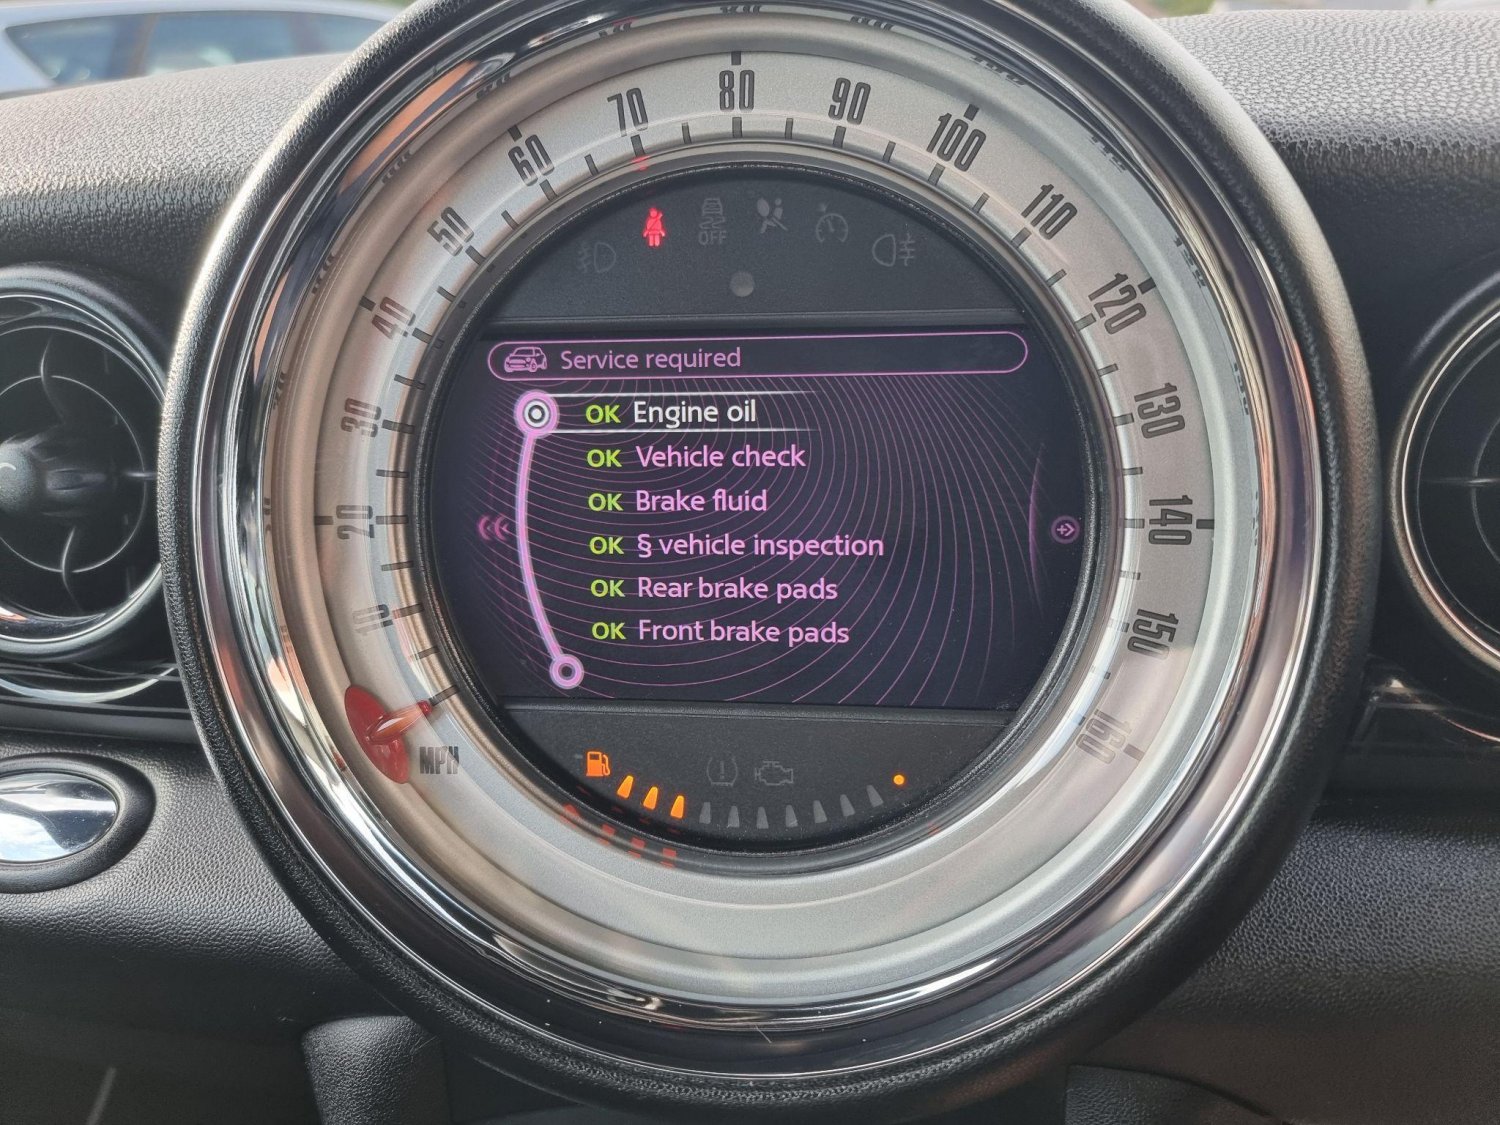 10
20
30
40
50
60
70
80
90
100
110
120
130
140
150
160
MPH
OFF
Service required
OK Engine oil
OK Vehicle check
OK Brake fluid
OK § vehicle inspection
OK Rear brake pads
OK Front brake pads